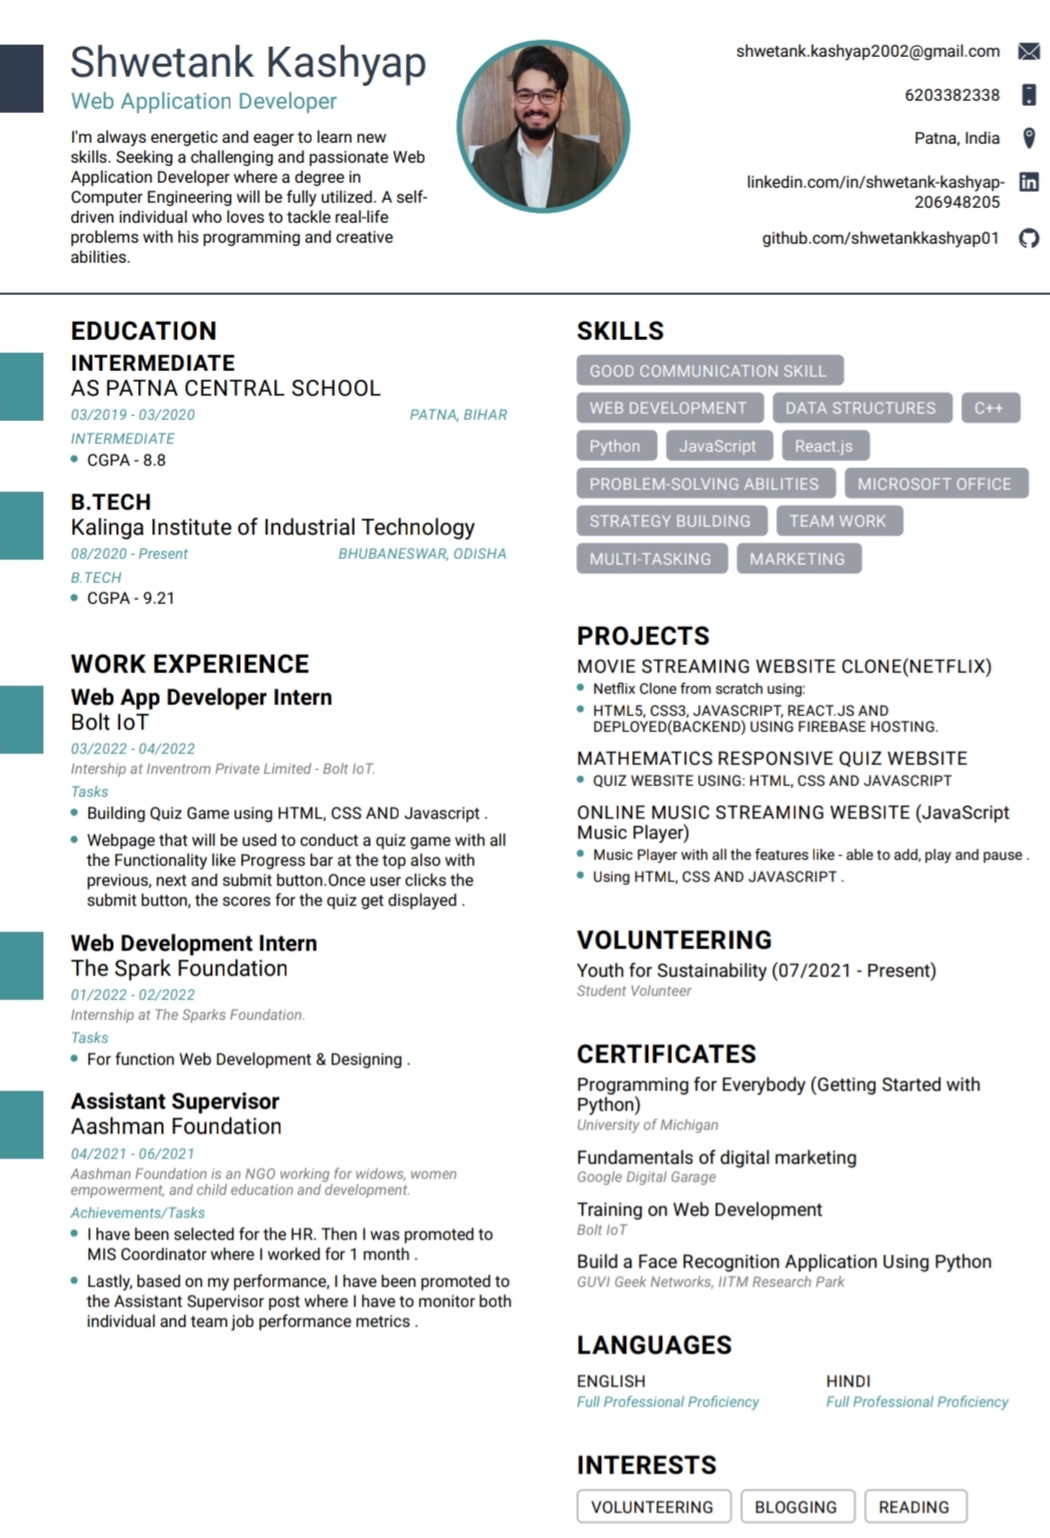 Shwetank Kashyap
Web Application Developer
I'm always energetic and eager to learn new
skills. Seeking a challenging and passionate Web
Application Developer where a degree in
Computer Engineering will be fully utilized. A self-
driven individual who loves to tackle real-life
problems with his programming and creative
abilities.
shwetank.kashyap2002@gmail.com
6203382338
Patna, India
linkedin.com/in/shwetank-kashyap-
206948205
github.com/shwetankkashyap01
EDUCATION
INTERMEDIATE
AS PATNA CENTRAL SCHOOL
03/2019 - 03/2020 PATNA, BIHAR
INTERMEDIATE
CGPA - 8.8
B.TECH
Kalinga Institute of Industrial Technology
08/2020 - Present BHUBANESWAR, ODISHA
B.TECH
CGPA - 9.21
WORK EXPERIENCE
Web App Developer Intern
Bolt IoT
03/2022 - 04/2022
Intership at Inventrom Private Limited - Bolt IoT.
Tasks
Building Quiz Game using HTML, CSS AND Javascript .
Webpage that will be used to conduct a quiz game with all
the Functionality like Progress bar at the top also with
previous, next and submit button.Once user clicks the
submit button, the scores for the quiz get displayed .
Web Development Intern
The Spark Foundation
01/2022 - 02/2022
Internship at The Sparks Foundation.
Tasks
For function Web Development & Designing .
Assistant Supervisor
Aashman Foundation
04/2021 - 06/2021
Aashman Foundation is an NGO working for widows, women
empowerment, and child education and development.
Achievements/Tasks
I have been selected for the HR. Then I was promoted to
MIS Coordinator where I worked for 1 month .
Lastly, based on my performance, I have been promoted to
the Assistant Supervisor post where I have to monitor both
individual and team job performance metrics .
SKILLS
GOOD COMMUNICATION SKILL
WEB DEVELOPMENT DATA STRUCTURES C++
Python JavaScript React.js
PROBLEM-SOLVING ABILITIES MICROSOFT OFFICE
STRATEGY BUILDING TEAM WORK
MULTI-TASKING MARKETING
PROJECTS
MOVIE STREAMING WEBSITE CLONE(NETFLIX)
Netflix Clone from scratch using:
HTML5, CSS3, JAVASCRIPT, REACT.JS AND
DEPLOYED(BACKEND) USING FIREBASE HOSTING.
MATHEMATICS RESPONSIVE QUIZ WEBSITE
QUIZ WEBSITE USING: HTML, CSS AND JAVASCRIPT
ONLINE MUSIC STREAMING WEBSITE (JavaScript
Music Player)
Music Player with all the features like - able to add, play and pause .
Using HTML, CSS AND JAVASCRIPT .
VOLUNTEERING
Youth for Sustainability (07/2021 - Present)
Student Volunteer
CERTIFICATES
Programming for Everybody (Getting Started with
Python)
University of Michigan
Fundamentals of digital marketing
Google Digital Garage
Training on Web Development
Bolt IoT
Build a Face Recognition Application Using Python
GUVI Geek Networks, IITM Research Park
LANGUAGES
ENGLISH HINDI
Full Professional Proficiency Full Professional Proficiency
INTERESTS
VOLUNTEERING BLOGGING READING